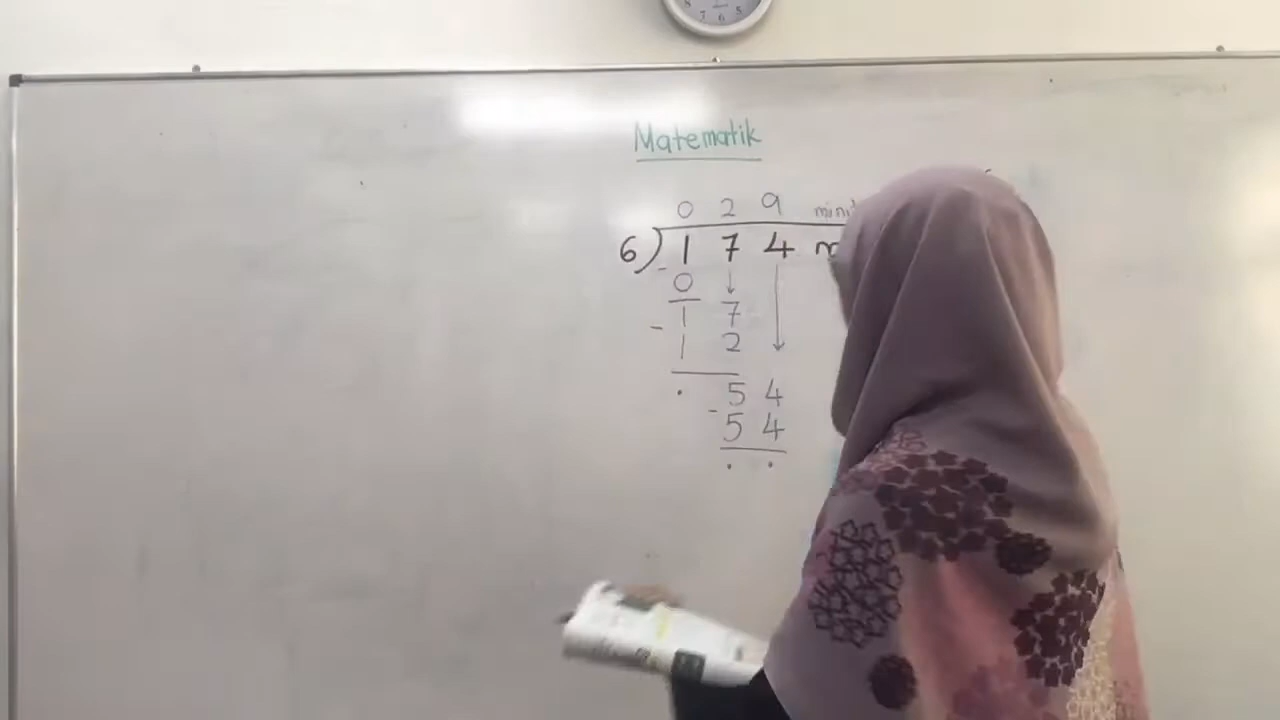 Matematik
0 2 9
6) 1 7 4
- 0
1 7
- 1 2
. 5 4
- 5 4
. .